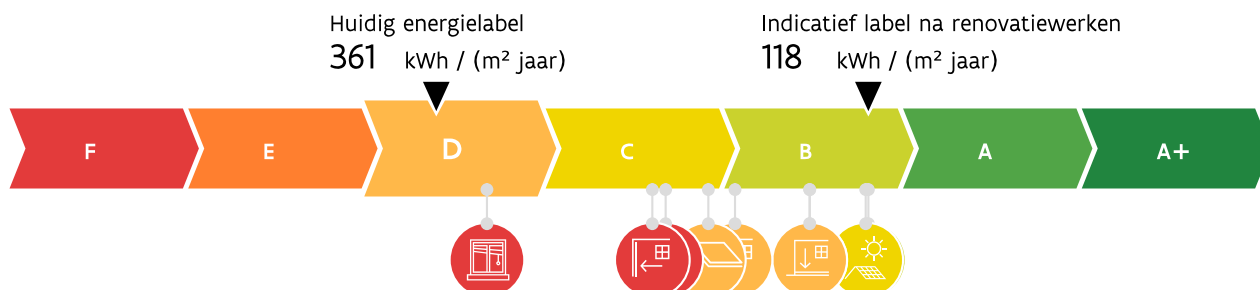 Huidig energielabel
361 kWh / (m² jaar)
Indicatief label na renovatiewerken
118 kWh / (m² jaar)
F E D C B A A+